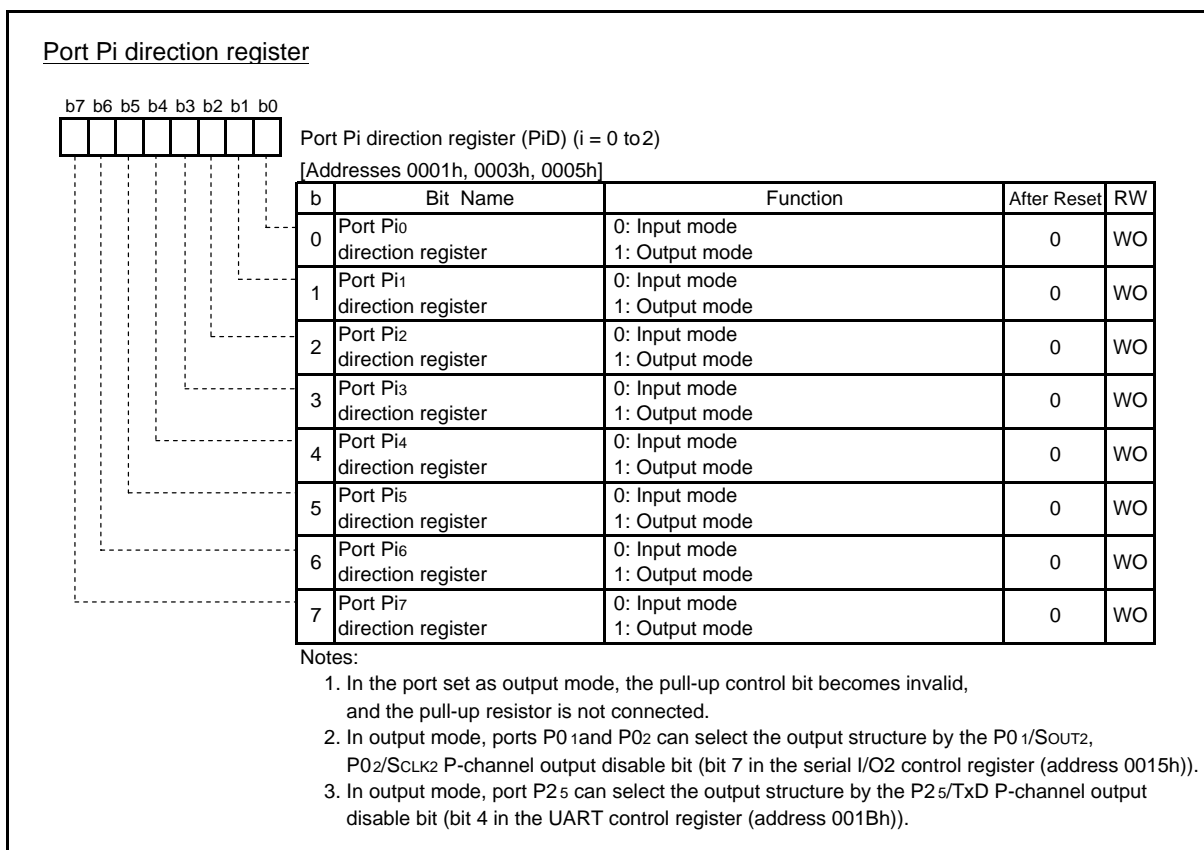 Port Pi direction register
b7 b6 b5 b4 b3 b2 b1 b0
Port Pi direction register (PiD) (i = 0 to 2)
[Addresses 0001h, 0003h, 0005h]
b Bit Name Function After Reset RW
0 Port Pi0 direction register 0: Input mode 0 WO
1: Output mode
1 Port Pi1 direction register 0: Input mode 0 WO
1: Output mode
2 Port Pi2 direction register 0: Input mode 0 WO
1: Output mode
3 Port Pi3 direction register 0: Input mode 0 WO
1: Output mode
4 Port Pi4 direction register 0: Input mode 0 WO
1: Output mode
5 Port Pi5 direction register 0: Input mode 0 WO
1: Output mode
6 Port Pi6 direction register 0: Input mode 0 WO
1: Output mode
7 Port Pi7 direction register 0: Input mode 0 WO
1: Output mode
Notes:
1. In the port set as output mode, the pull-up control bit becomes invalid,
and the pull-up resistor is not connected.
2. In output mode, ports P01 and P02 can select the output structure by the P01/SOUT2,
P02/SCLK2 P-channel output disable bit (bit 7 in the serial I/O2 control register (address 0015h)).
3. In output mode, port P25 can select the output structure by the P25/TxD P-channel output
disable bit (bit 4 in the UART control register (address 001Bh)).